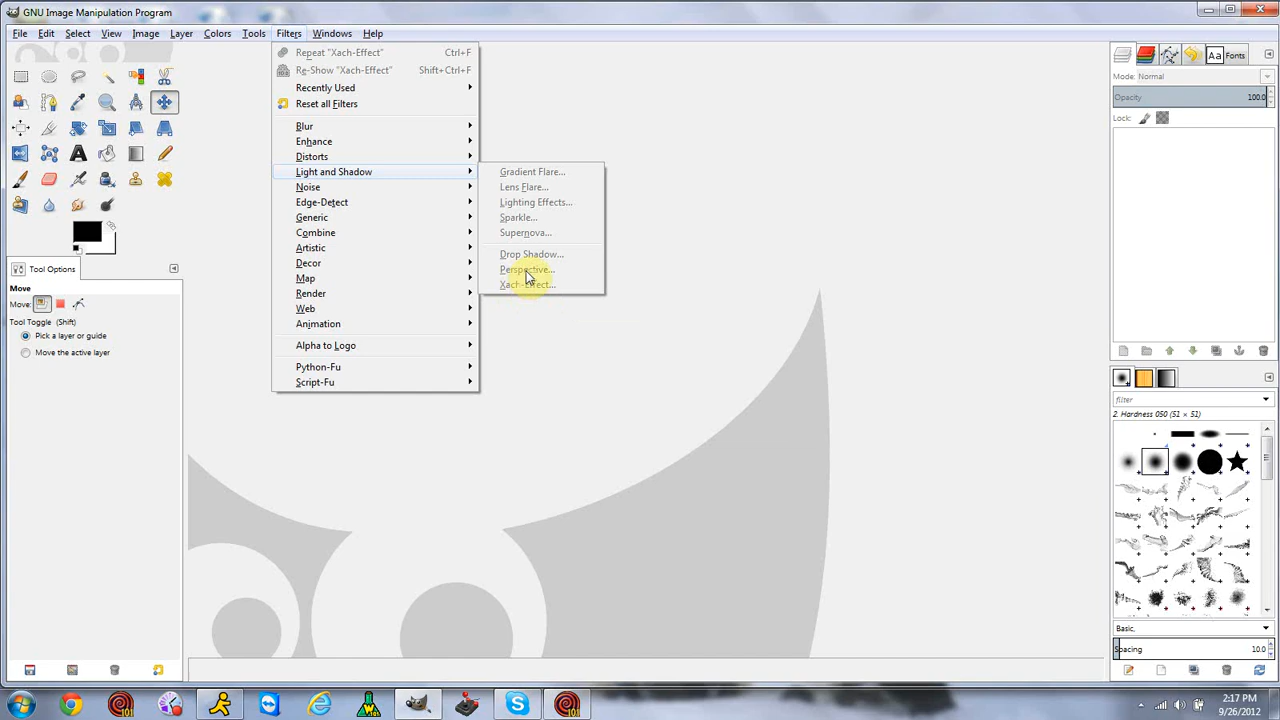 GNU Image Manipulation Program
File Edit Select View Image Layer Colors Tools Filters Windows Help
Repeat "Xach-Effect" Ctrl+F
Re-Show "Xach-Effect" Shift+Ctrl+F
Recently Used
Reset all Filters
Blur
Enhance
Distorts
Light and Shadow
Noise
Edge-Detect
Generic
Combine
Artistic
Decor
Map
Render
Web
Animation
Alpha to Logo
Python-Fu
Script-Fu
Gradient Flare...
Lens Flare...
Lighting Effects...
Sparkle...
Supernova...
Drop Shadow...
Perspective...
Xach-Effect...
Tool Options
Move
Move:
Tool Toggle (Shift)
Pick a layer or guide
Move the active layer
Aa Fonts
Mode: Normal
Opacity 100.0
Lock:
filter
2. Hardness 050 (51 × 51)
Basic,
Spacing 10.0
101
101
2:17 PM
9/26/2012